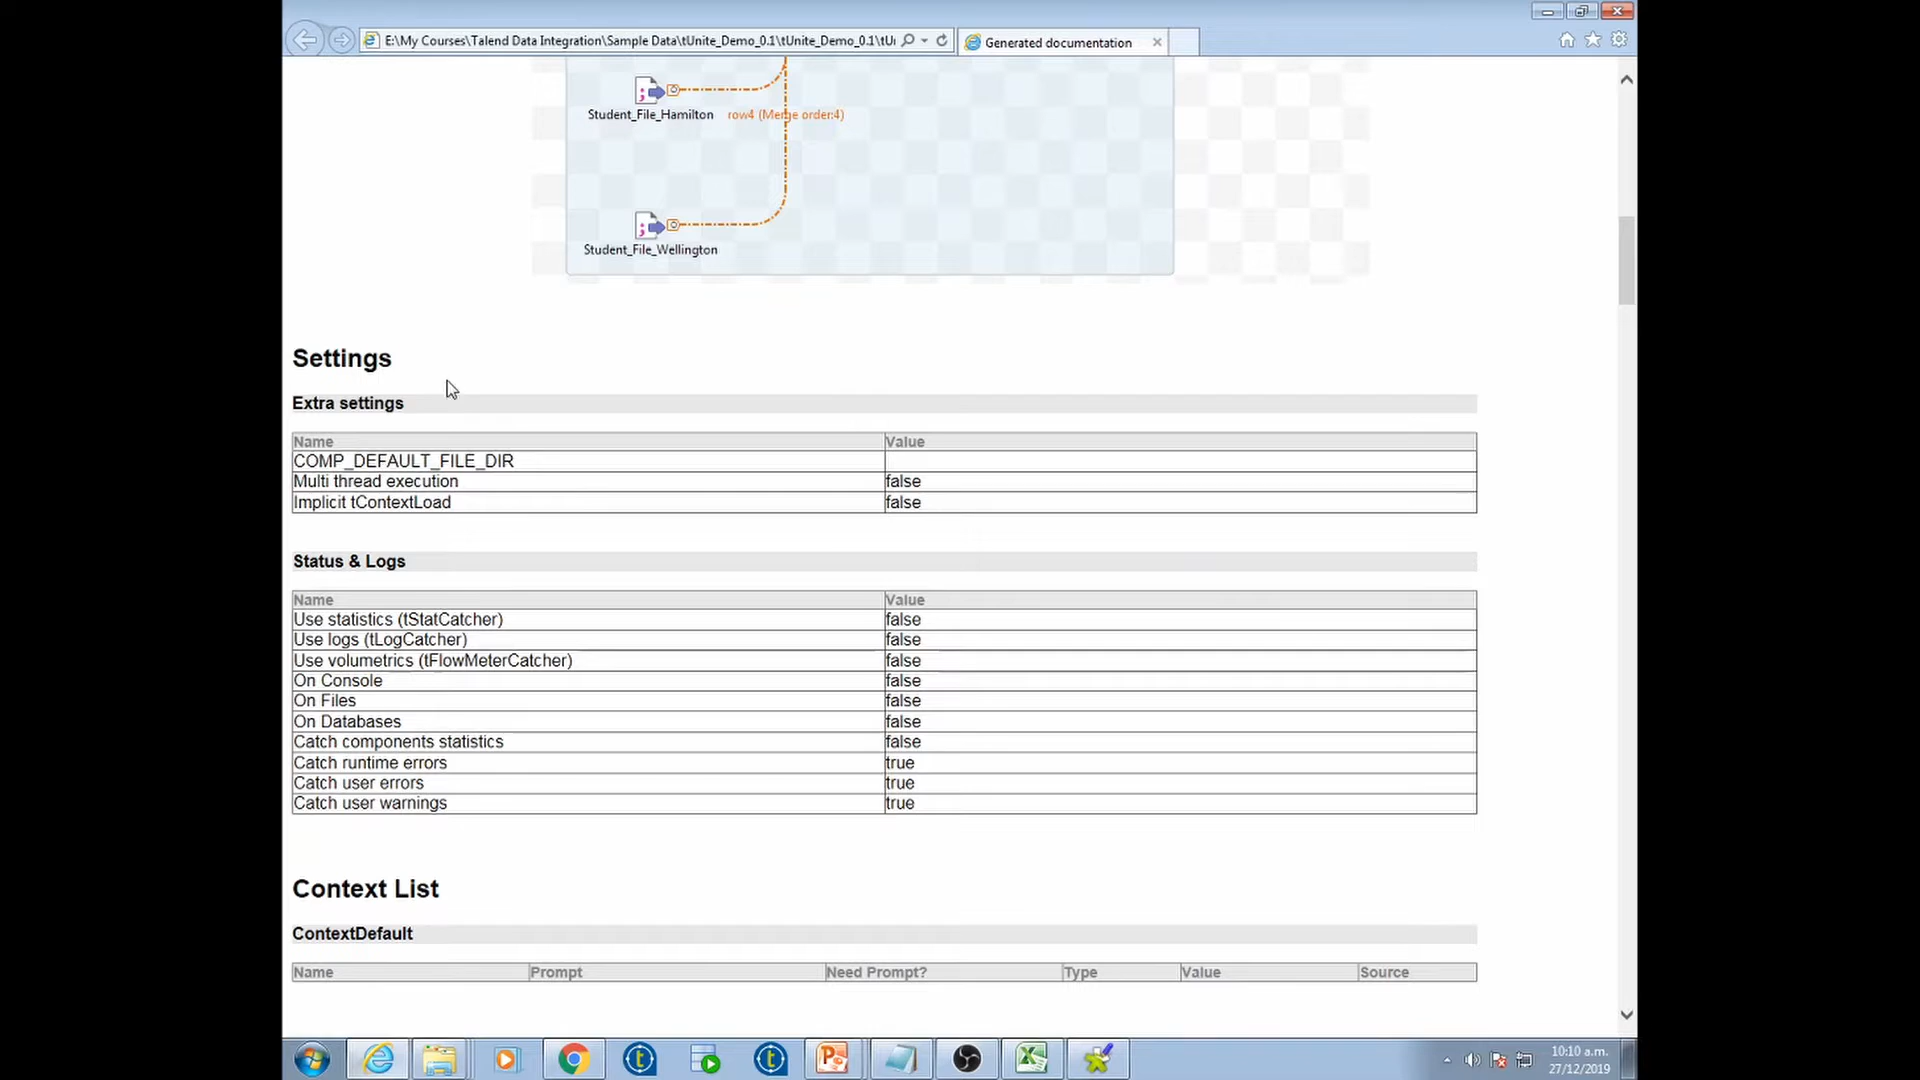 E:\My Courses\Talend Data Integration\Sample Data\tUnite_Demo_0.1\tUnite_Demo_0.1\tUi
Generated documentation
Student_File_Hamilton
row4 (Merge order:4)
Student_File_Wellington
Settings
Extra settings
Name Value
COMP_DEFAULT_FILE_DIR
Multi thread execution false
Implicit tContextLoad false
Status & Logs
Name Value
Use statistics (tStatCatcher) false
Use logs (tLogCatcher) false
Use volumetrics (tFlowMeterCatcher) false
On Console false
On Files false
On Databases false
Catch components statistics false
Catch runtime errors true
Catch user errors true
Catch user warnings true
Context List
ContextDefault
Name Prompt Need Prompt? Type Value Source
10:10 a.m.
27/12/2019